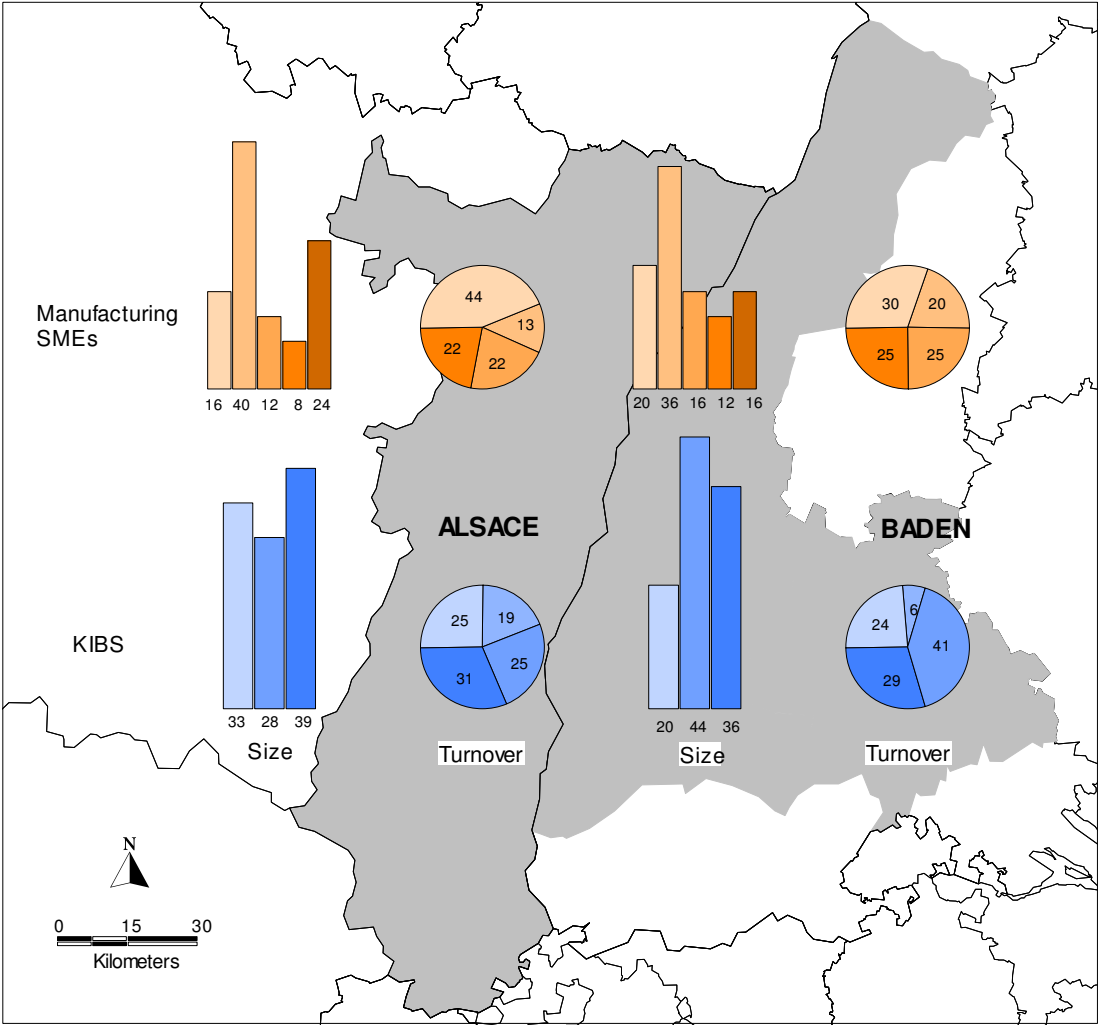 44
30
20
Manufacturing
SMEs
13
22
22
25
25
16 40 12 8 24
20 36 16 12 16
ALSACE
BADEN
25
19
24
6
KIBS
25
41
31
29
33 28 39
20 44 36
Size
Turnover
Size
Turnover
N
0 15 30
Kilometers